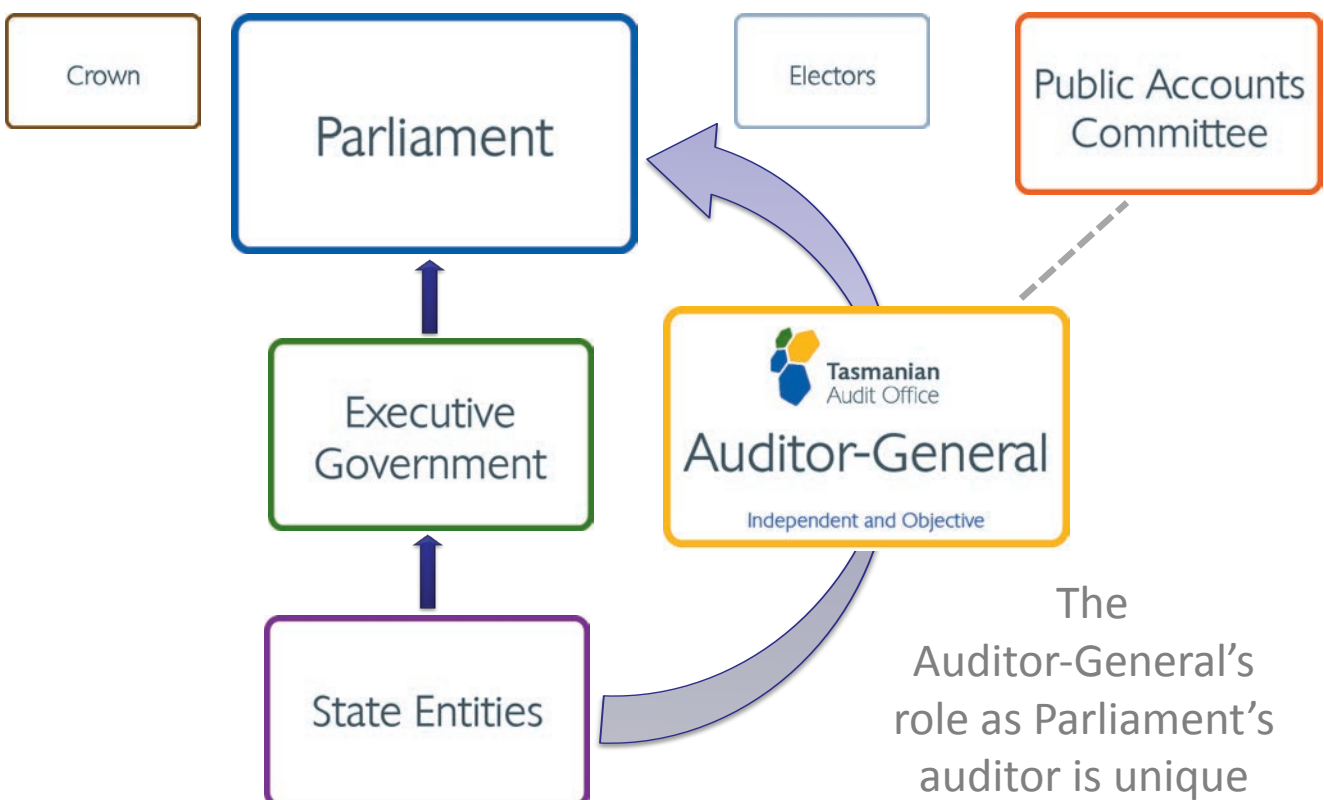 Crown
Parliament
Electors
Public Accounts
Committee
Executive
Government
Tasmanian
Audit Office
Auditor-General
Independent and Objective
State Entities
The
Auditor-General’s
role as Parliament’s
auditor is unique